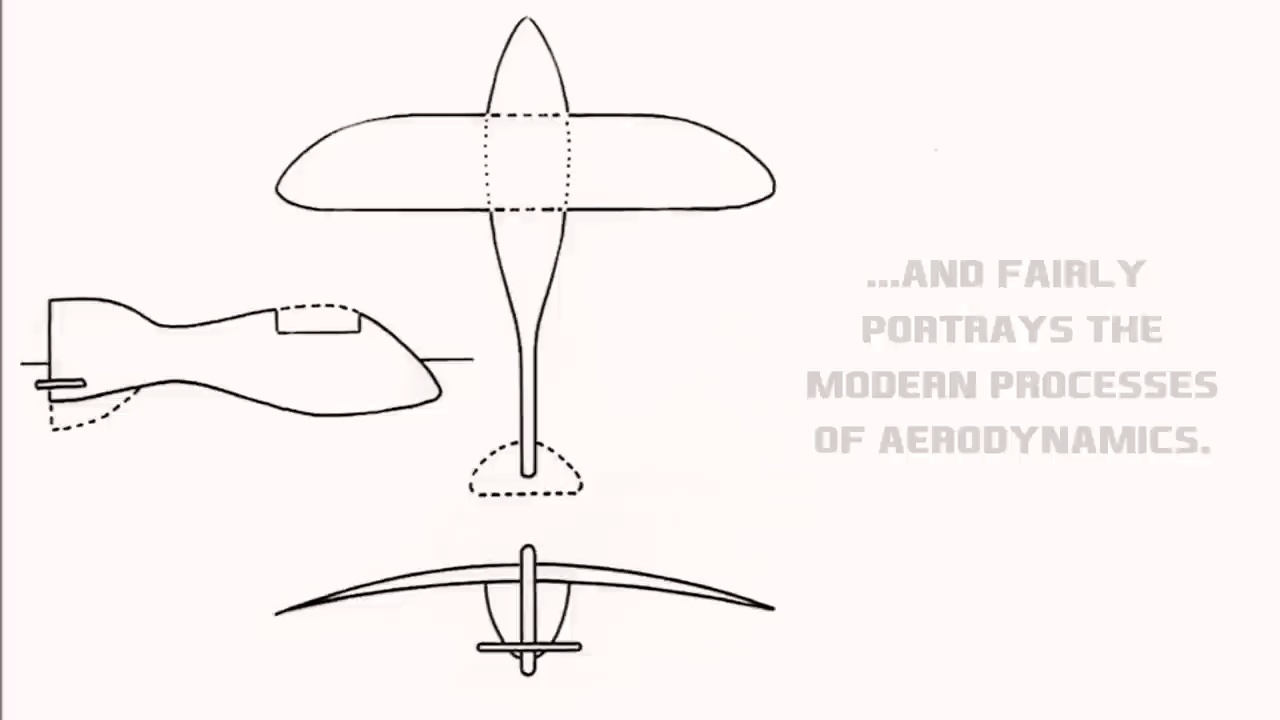 ...AND FAIRLY
PORTRAYS THE
MODERN PROCESSES
OF AERODYNAMICS.